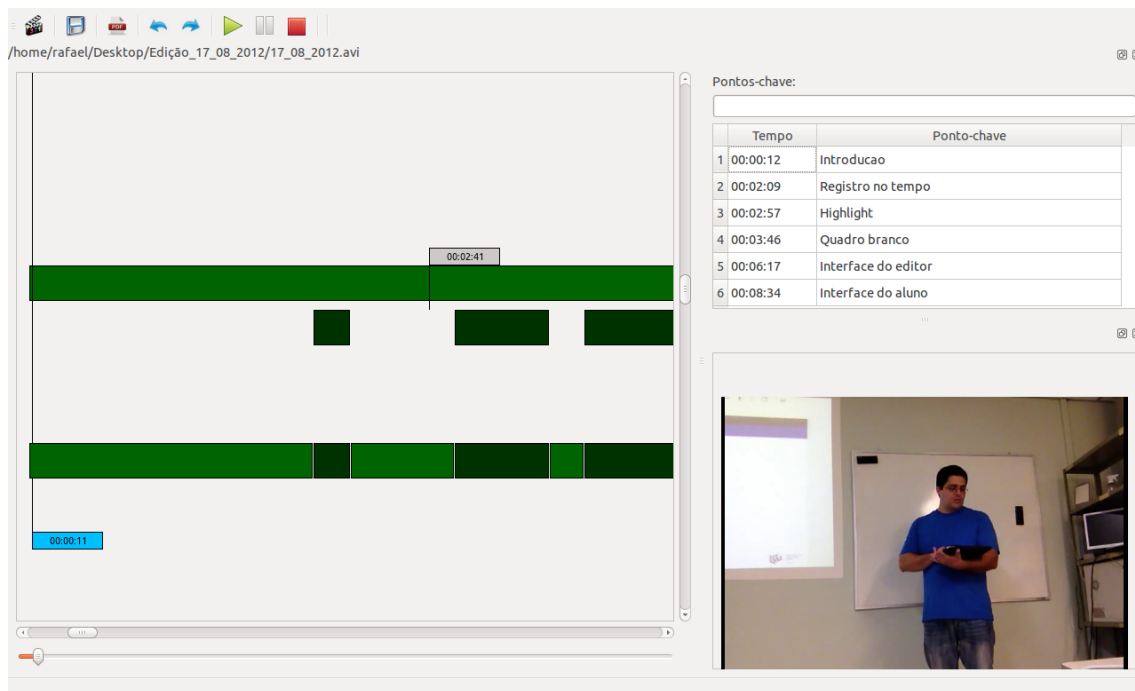 PDF
/home/rafael/Desktop/Edição_17_08_2012/17_08_2012.avi
Pontos-chave:
Tempo Ponto-chave
1 00:00:12 Introducao
2 00:02:09 Registro no tempo
3 00:02:57 Highlight
4 00:03:46 Quadro branco
5 00:06:17 Interface do editor
6 00:08:34 Interface do aluno
00:02:41
00:00:11